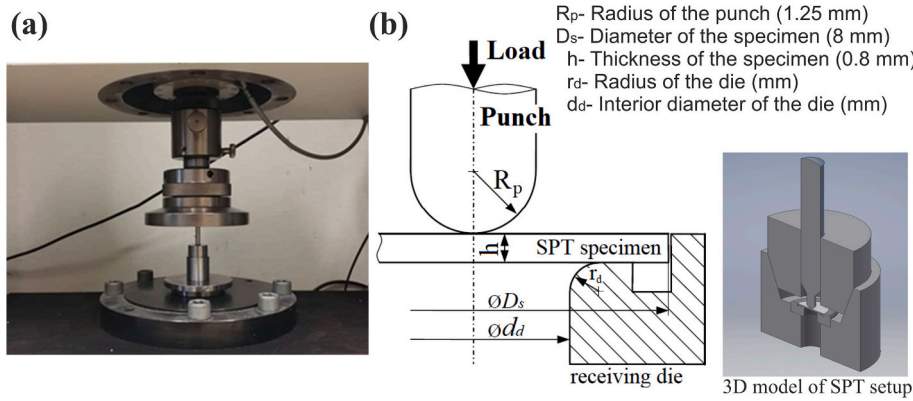 (a)
(b)
Rp- Radius of the punch (1.25 mm)
Ds- Diameter of the specimen (8 mm)
h- Thickness of the specimen (0.8 mm)
rd- Radius of the die (mm)
dd- Interior diameter of the die (mm)
Load
Punch
Rp
h
SPT specimen
rd
øDs
ødd
receiving die
3D model of SPT setup